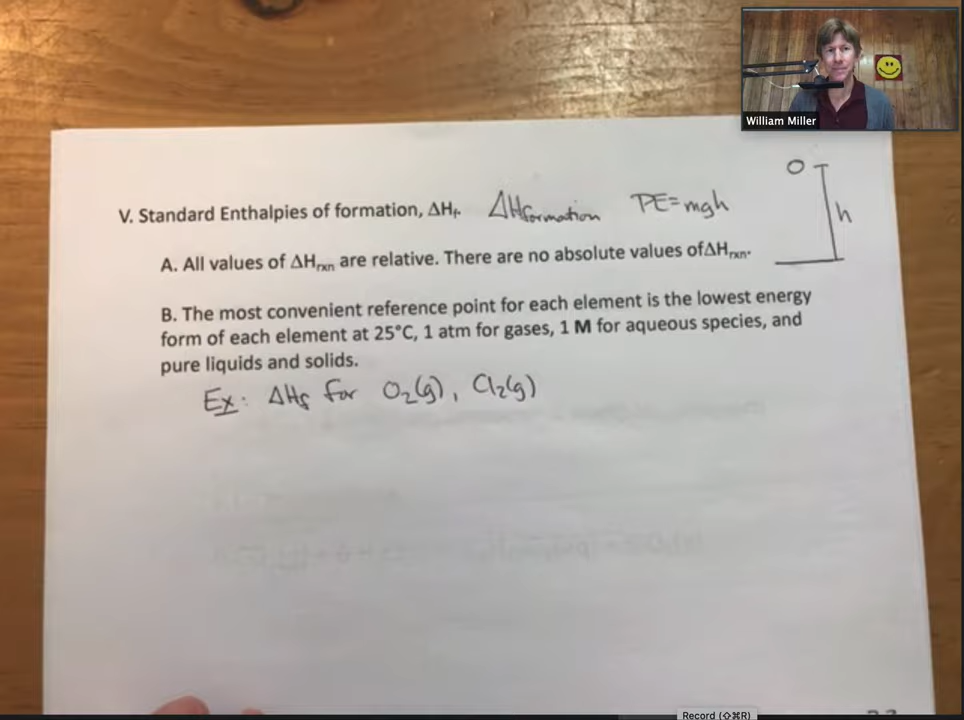 William Miller
V. Standard Enthalpies of formation, ΔHf. ΔHformation PE=mgh
0
h
A. All values of ΔHrxn are relative. There are no absolute values ofΔHrxn.
B. The most convenient reference point for each element is the lowest energy
form of each element at 25°C, 1 atm for gases, 1 M for aqueous species, and
pure liquids and solids.
Ex: ΔHf for O2(g), Cl2(g)
Record (⇧⌘R)